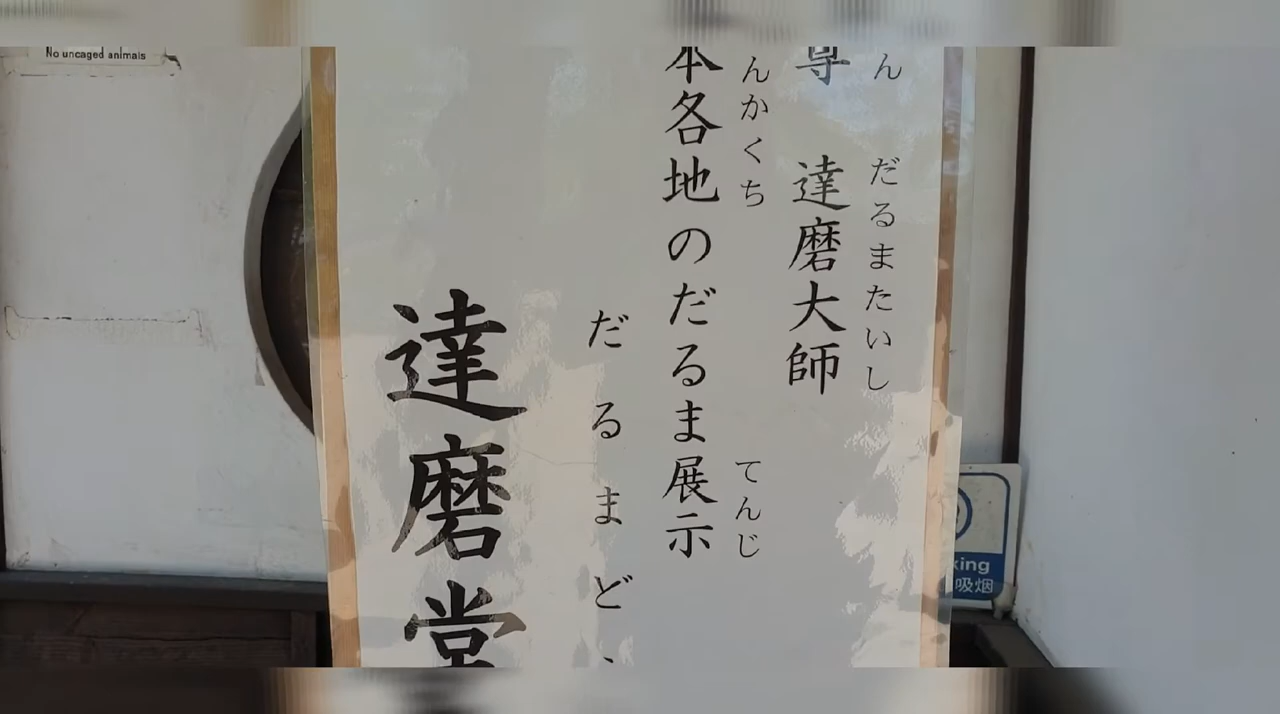 No uncaged animals
ん だるまたいし
尊 達磨大師
んかくち てんじ
本各地のだるま展示
だるまど
達磨堂
king
吸烟